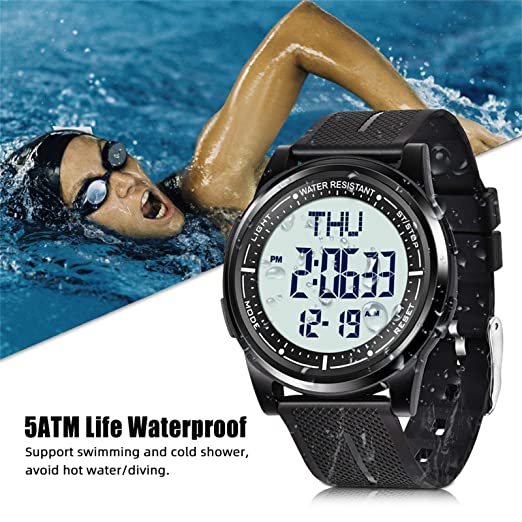 WATER RESISTANT
LIGHT
ST/STOP
THU
PM 2:06 33
12-19 A.M
MODE
RESET
5ATM Life Waterproof
Support swimming and cold shower,
avoid hot water/diving.